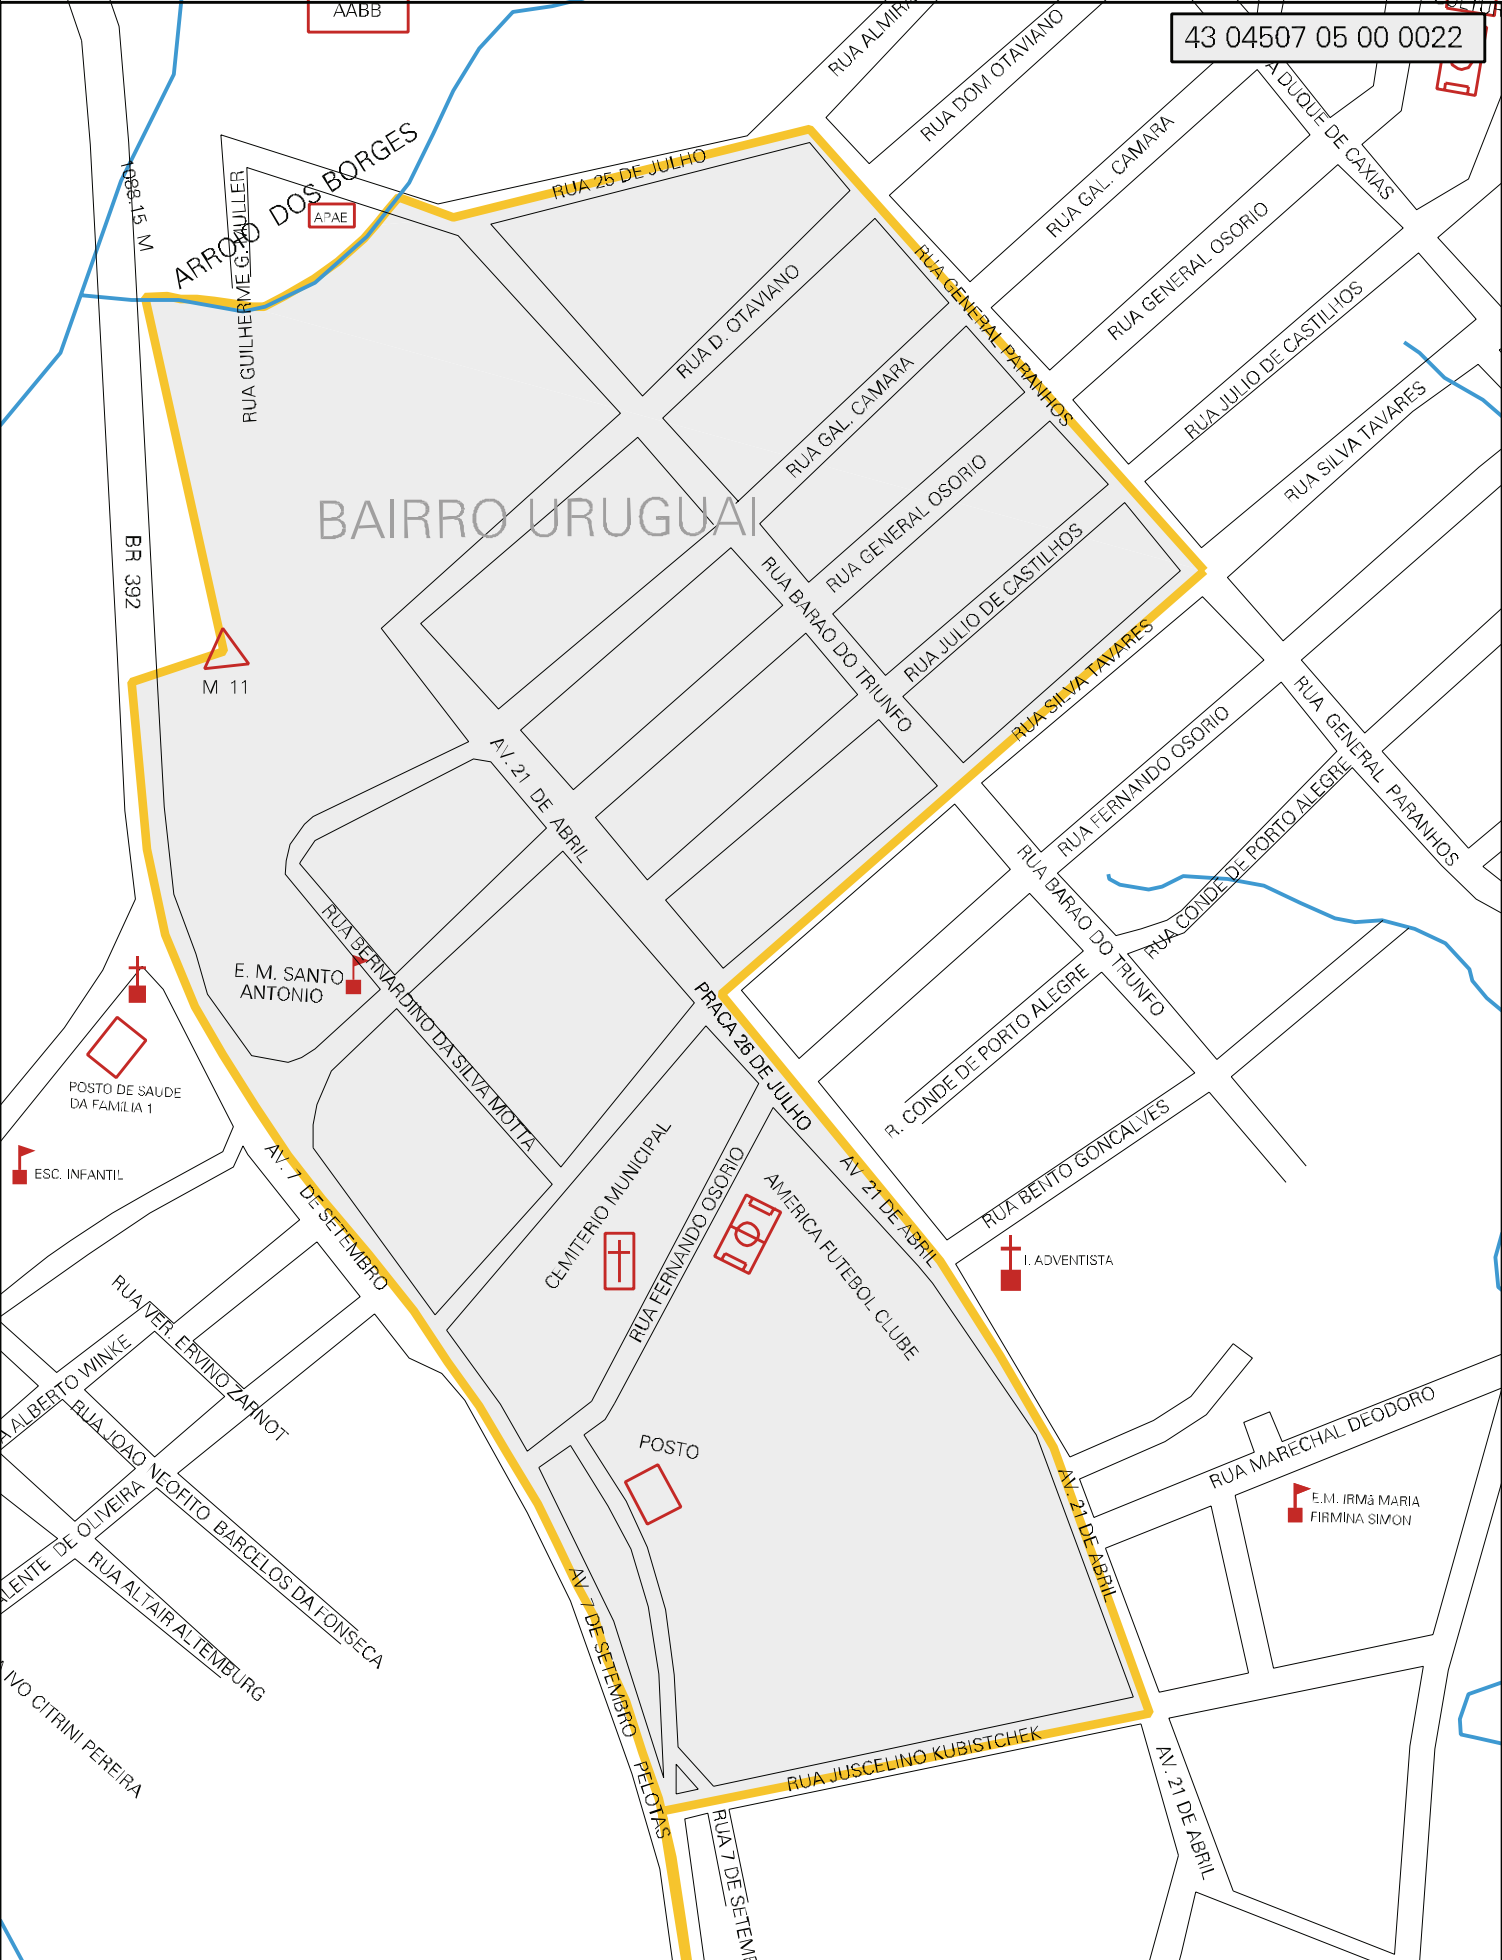 AABB
43 04507 05 00 0022
RUA DOM OTAVIANO
A DUQUE DE CAXIAS
RUA GAL. CAMARA
RUA 25 DE JULHO
ARROIO DOS BORGES
APAE
1088.15 M
RUA GUILHERME G. MULLER
RUA GENERAL OSORIO
RUA GENERAL PARANHOS
RUA D. OTAVIANO
RUA JULIO DE CASTILHOS
RUA GAL. CAMARA
RUA SILVA TAVARES
RUA GENERAL OSORIO
BAIRRO URUGUAI
RUA JULIO DE CASTILHOS
BR 392
RUA BARAO DO TRIUNFO
RUA SILVA TAVARES
M 11
RUA GENERAL PARANHOS
RUA FERNANDO OSORIO
AV. 21 DE ABRIL
RUA CONDE DE PORTO ALEGRE
RUA BARAO DO TRIUNFO
RUA BERNARDINO DA SILVA MOTTA
E. M. SANTO
ANTONIO
PRACA 26 DE JULHO
R. CONDE DE PORTO ALEGRE
POSTO DE SAUDE
DA FAMILIA 1
RUA BENTO GONCALVES
ESC. INFANTIL
AV. 7 DE SETEMBRO
CEMITERIO MUNICIPAL
RUA FERNANDO OSORIO
AMERICA FUTEBOL CLUBE
AV. 21 DE ABRIL
I. ADVENTISTA
RUA VER. ERVINO ZARNOT
A ALBERTO WINKE
RUA JOAO NEOFITO BARCELOS DA FONSECA
POSTO
RUA MARECHAL DEODORO
AV. 21 DE ABRIL
E.M. IRMã MARIA
FIRMINA SIMON
ALENTE DE OLIVEIRA
RUA ALTAIR ALTEMBURG
AV. 7 DE SETEMBRO
A IVO CITRINI PEREIRA
RUA JUSCELINO KUBISTCHEK
PELOTAS
AV. 21 DE ABRIL